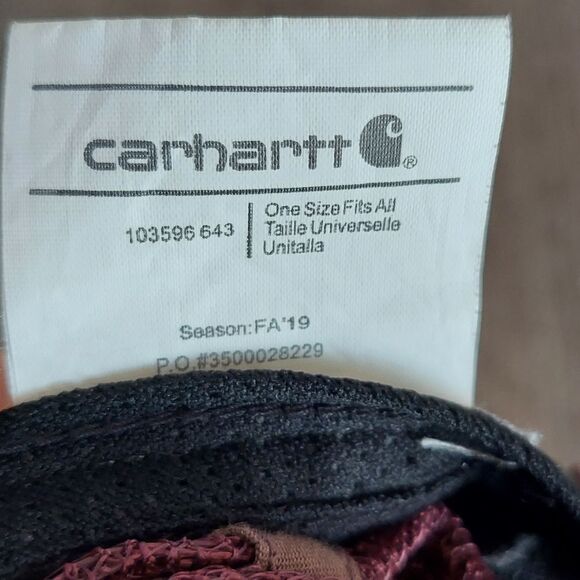 carhartt ®
103596 643
One Size Fits All
Taille Universelle
Unitalla
Season: FA'19
P.O.#3500028229